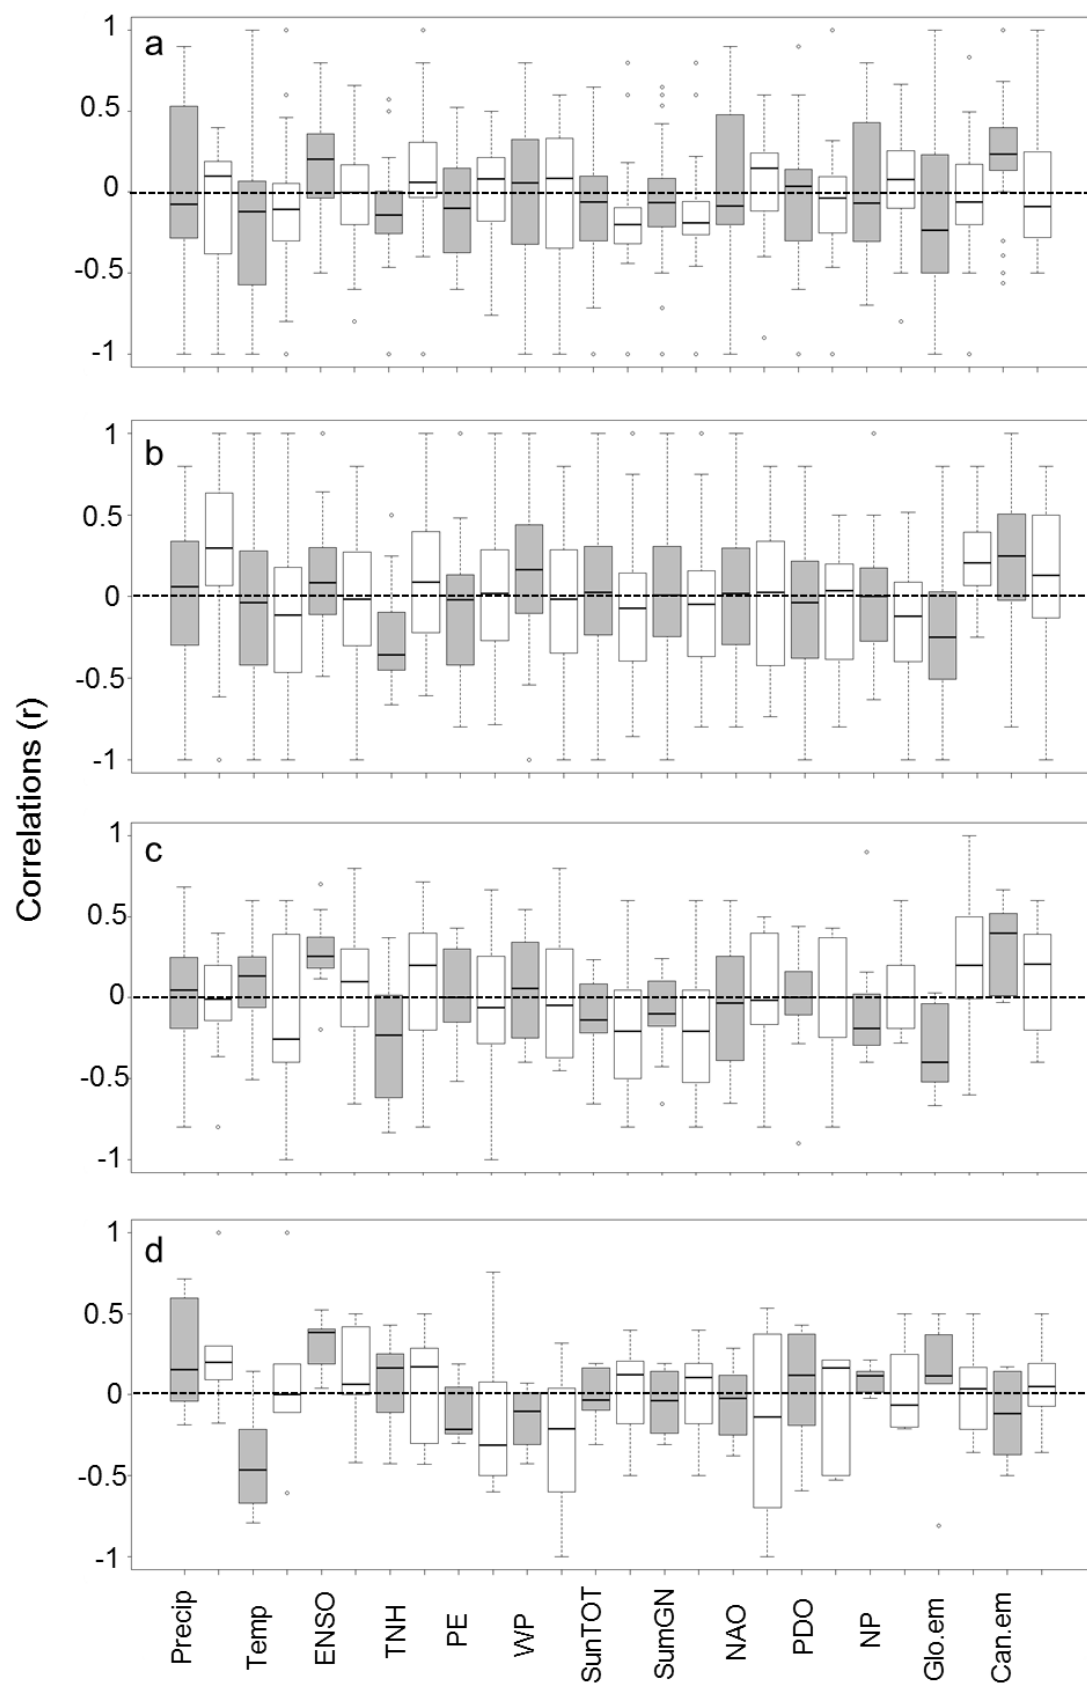 Correlations (r)
a
1
0.5
0
-0.5
-1
b
1
0.5
0
-0.5
-1
c
1
0.5
0
-0.5
-1
d
1
0.5
0
-0.5
-1
Precip
Temp
ENSO
TNH
PE
WP
SunTOT
SumGN
NAO
PDO
NP
Glo.em
Can.em